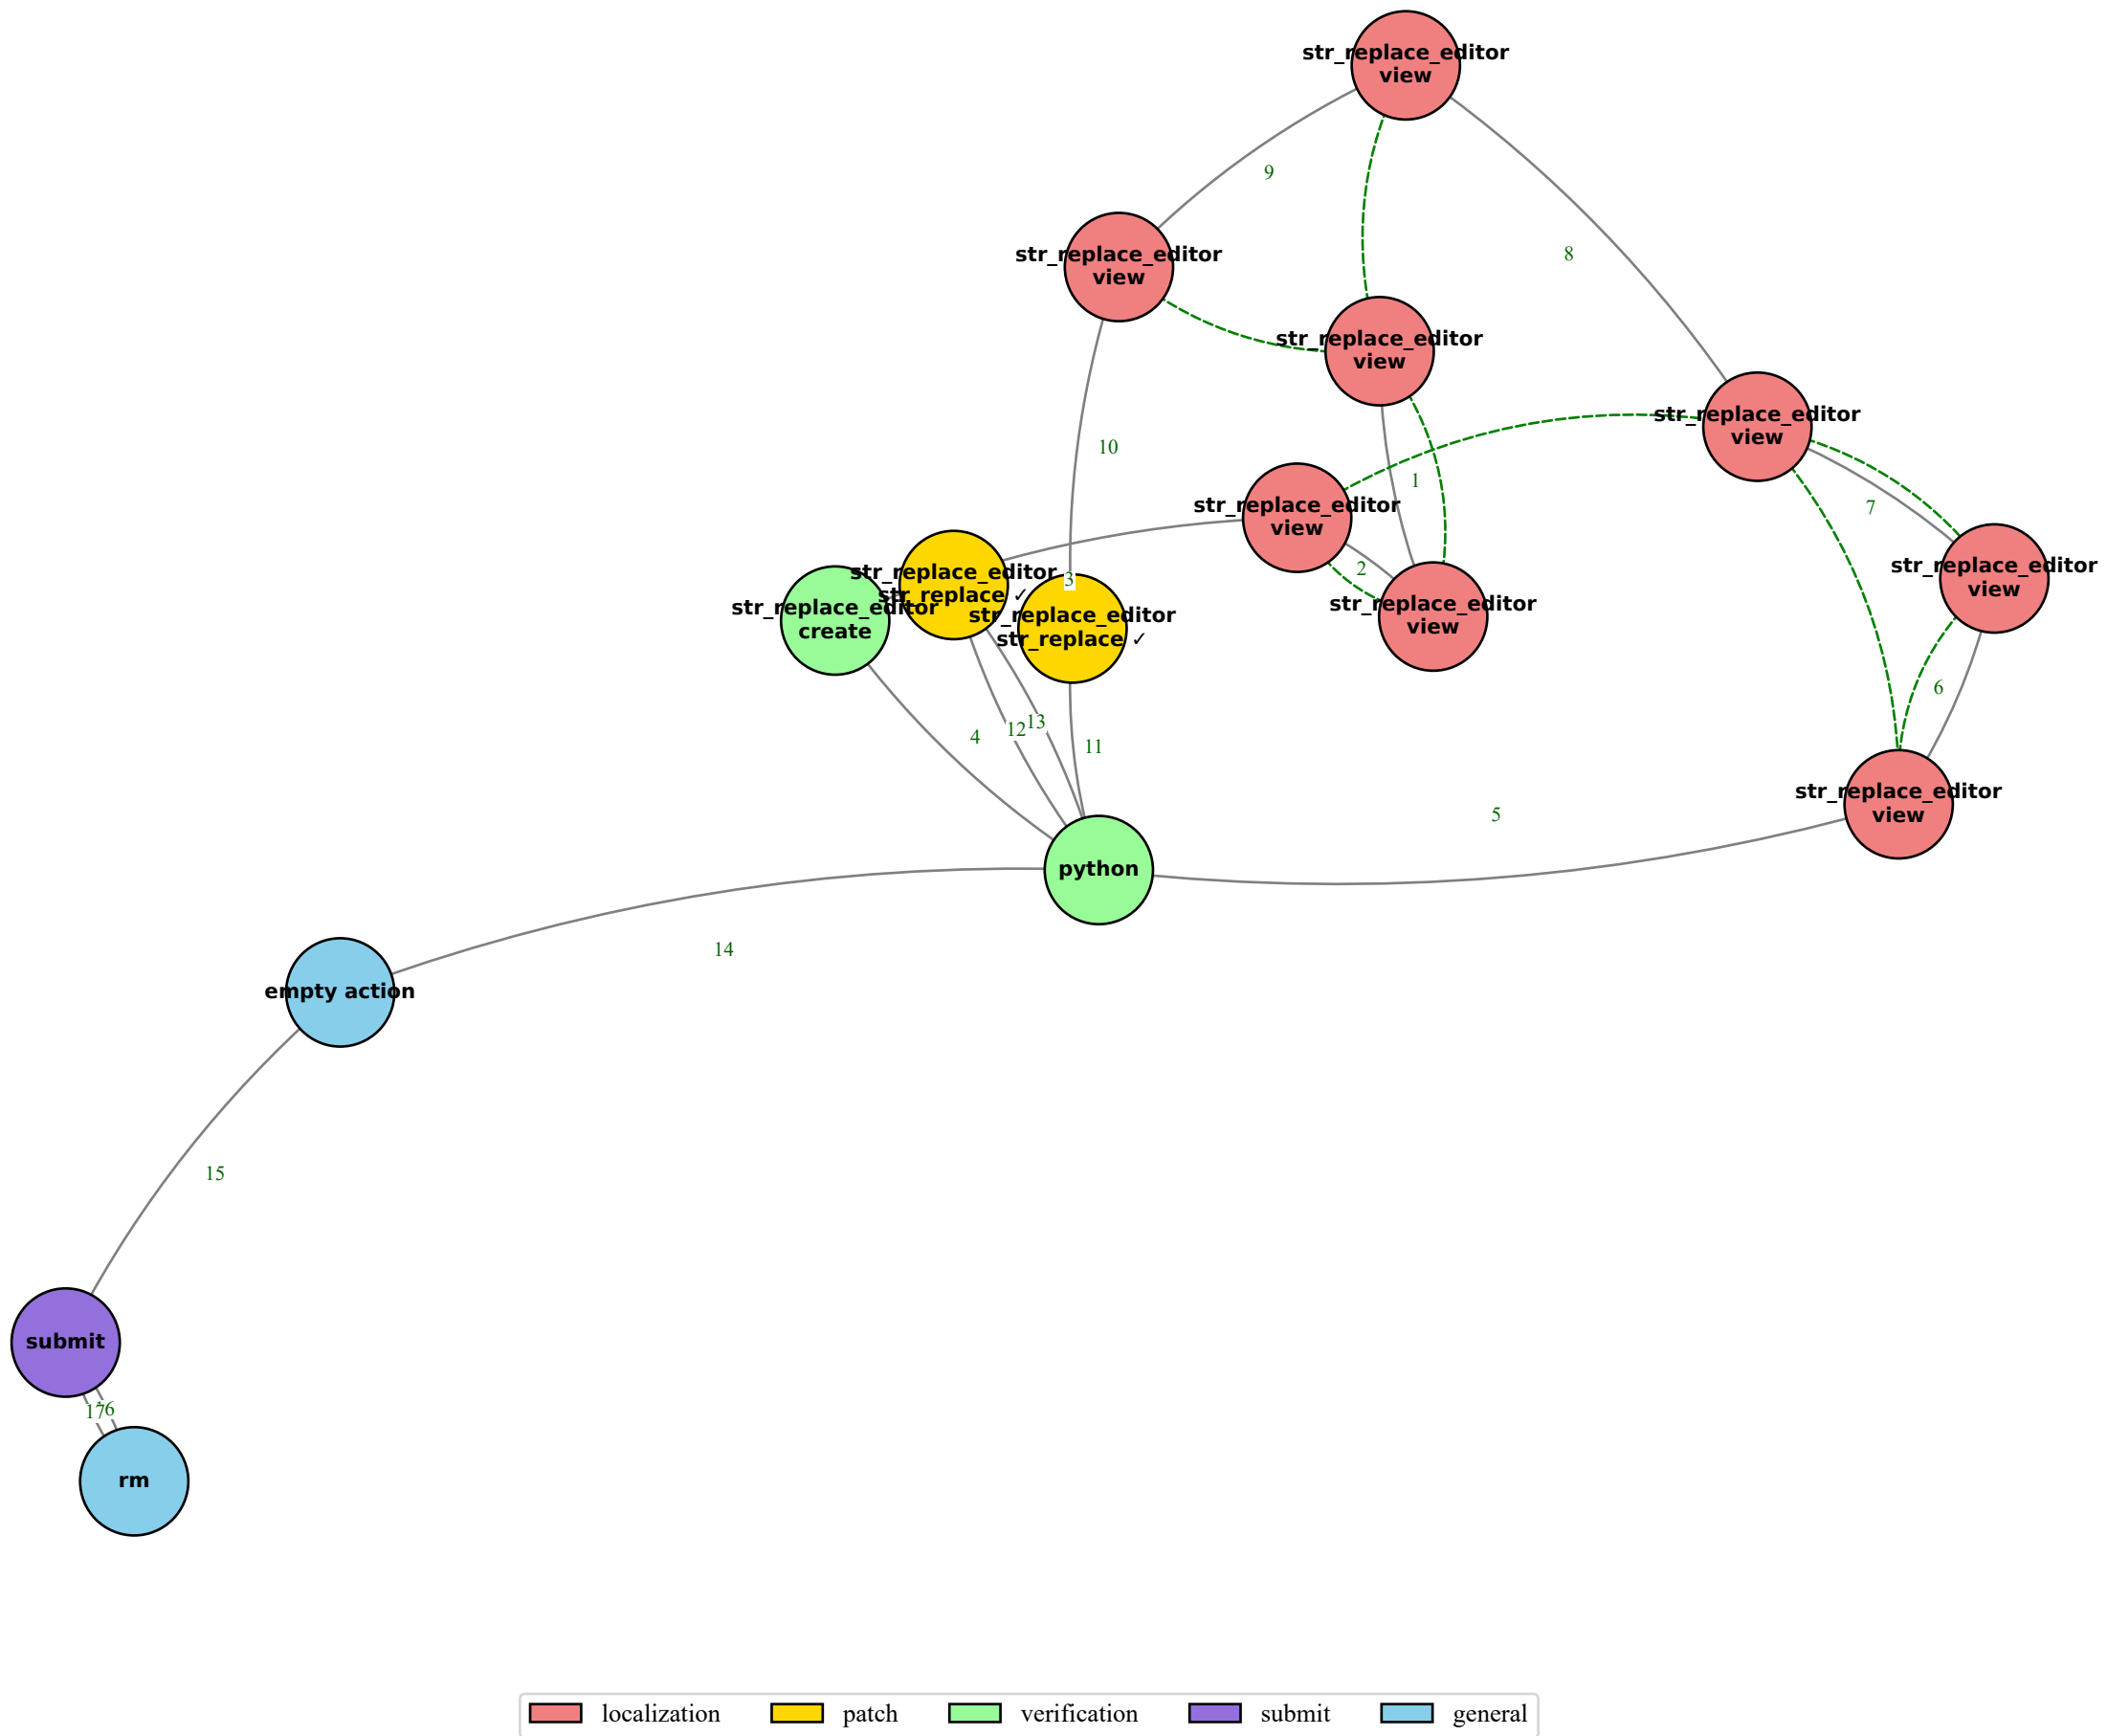 str_replace_editor
view
9
8
str_replace_editor
view
str_replace_editor
view
str_replace_editor
view
10
1
7
str_replace_editor
view
2
3
str_replace_editor
str_replace ✓
str_replace_editor
create
str_replace_editor
str_replace ✓
str_replace_editor
view
str_replace_editor
view
6
4
12
13
11
str_replace_editor
view
5
python
14
empty action
15
submit
17
16
rm
localization
patch
verification
submit
general